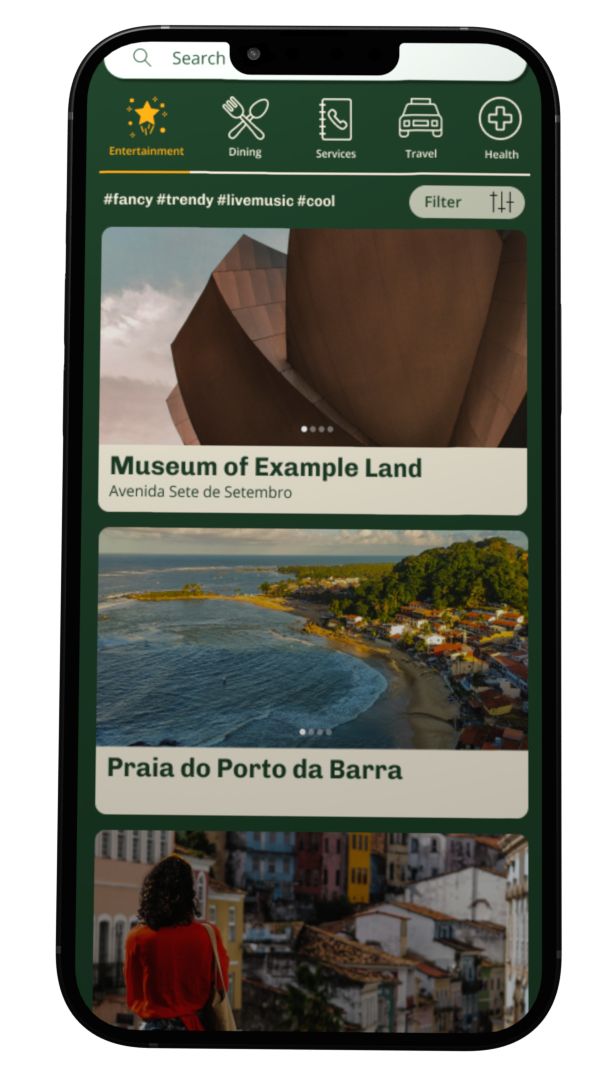 Search
Entertainment
Dining
Services
Travel
Health
#fancy #trendy #livemusic #cool
Filter
Museum of Example Land
Avenida Sete de Setembro
Praia do Porto da Barra